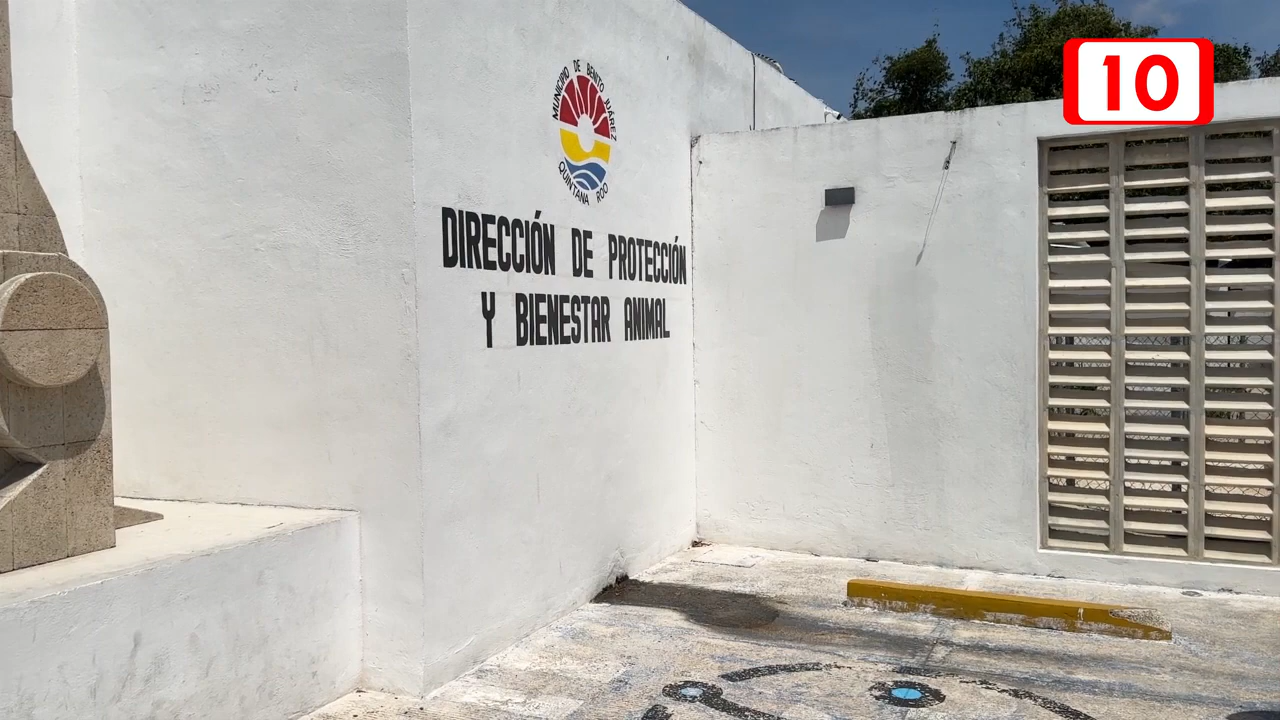 10
MUNICIPIO DE BENITO JUÁREZ
QUINTANA ROO
DIRECCIÓN DE PROTECCIÓN
Y BIENESTAR ANIMAL